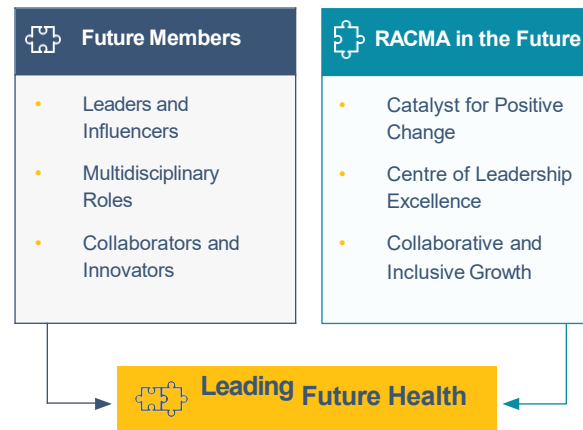 Future Members
Leaders and
Influencers
Multidisciplinary
Roles
Collaborators and
Innovators
RACMA in the Future
Catalyst for Positive
Change
Centre of Leadership
Excellence
Collaborative and
Inclusive Growth
Leading Future Health